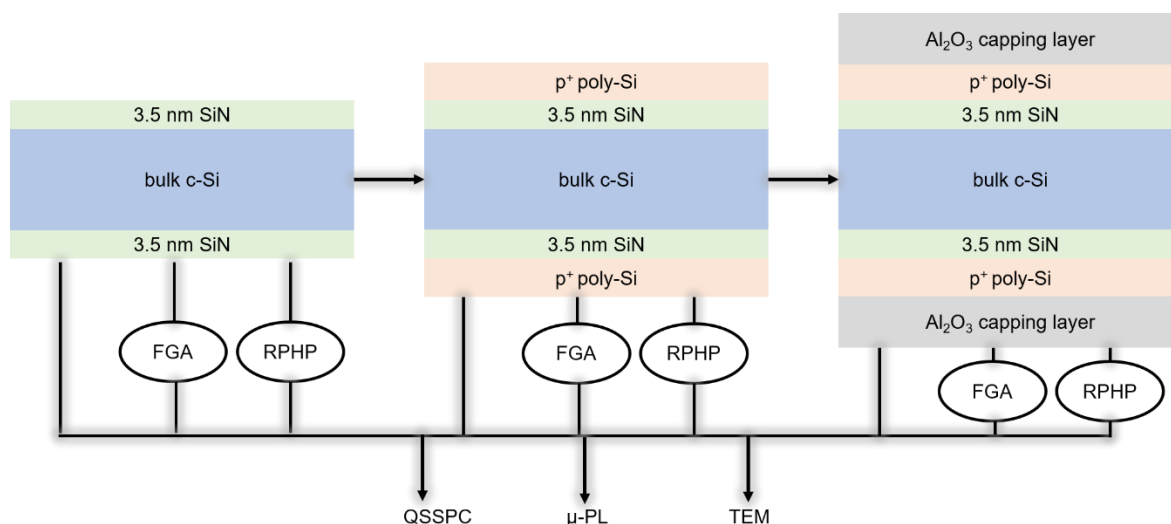 3.5 nm SiN
bulk c-Si
3.5 nm SiN
FGA
RPHP
p⁺ poly-Si
3.5 nm SiN
bulk c-Si
3.5 nm SiN
p⁺ poly-Si
FGA
RPHP
Al₂O₃ capping layer
p⁺ poly-Si
3.5 nm SiN
bulk c-Si
3.5 nm SiN
p⁺ poly-Si
Al₂O₃ capping layer
FGA
RPHP
QSSPC
μ-PL
TEM